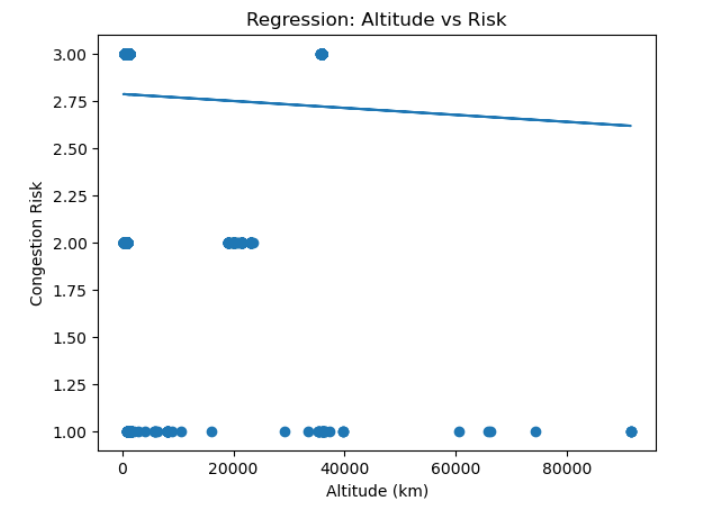 Regression: Altitude vs Risk
3.00
2.75
2.50
2.25
2.00
1.75
1.50
1.25
1.00
Congestion Risk
0 20000 40000 60000 80000
Altitude (km)